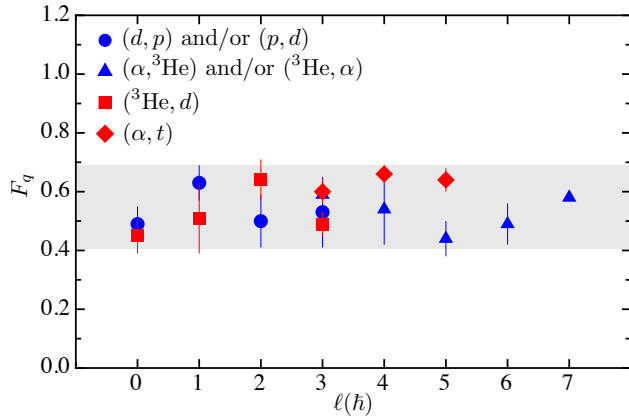 1.2
(d, p) and/or (p, d)
1.0
(α,³He) and/or (³He, α)
(³He, d)
0.8
(α, t)
F_q
0.6
0.4
0.2
0.0
0 1 2 3 4 5 6 7
ℓ(ħ)